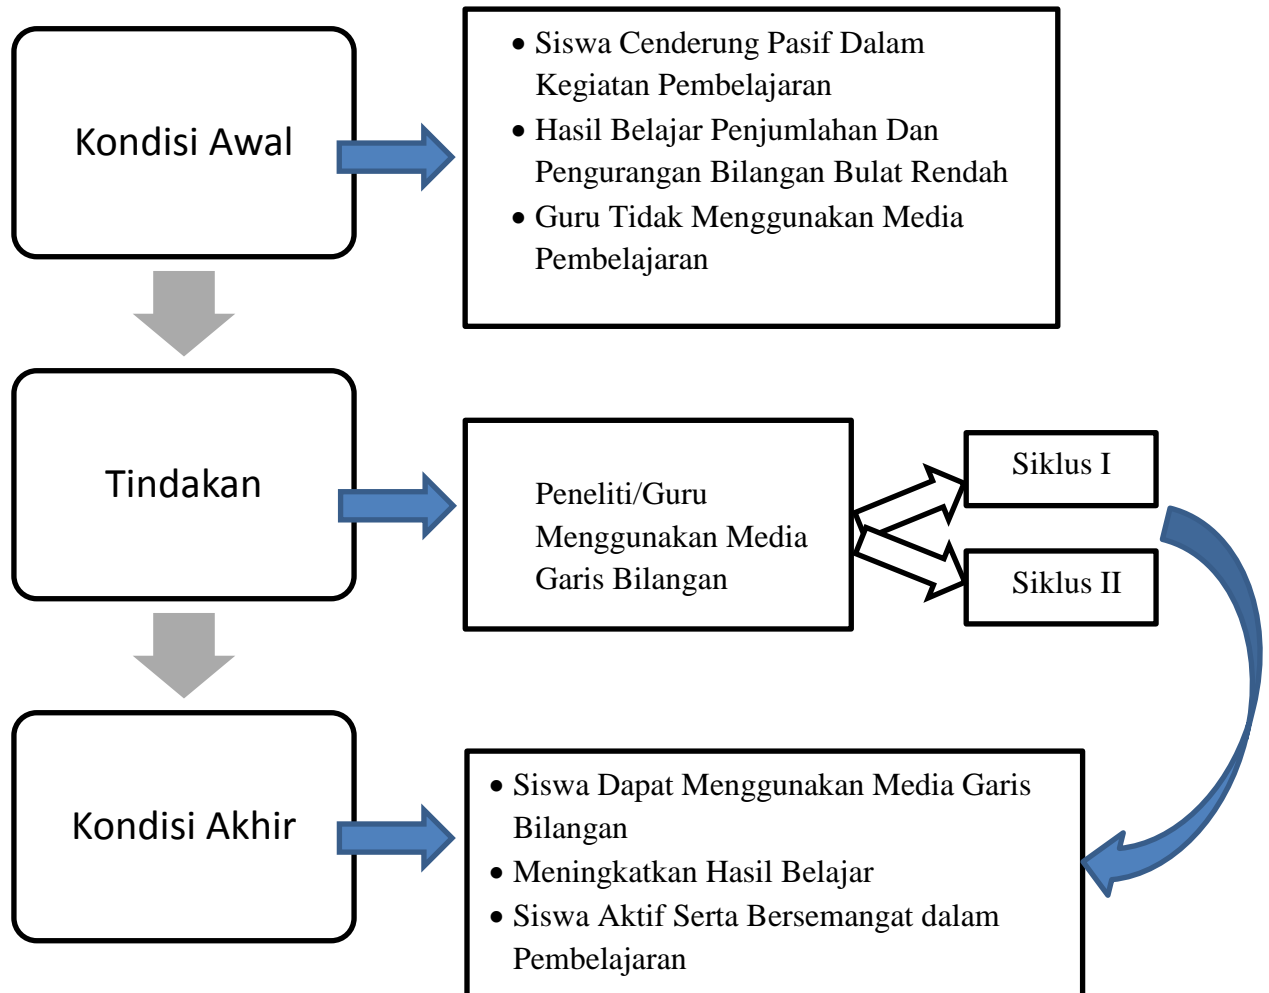 Kondisi Awal
• Siswa Cenderung Pasif Dalam
Kegiatan Pembelajaran
• Hasil Belajar Penjumlahan Dan
Pengurangan Bilangan Bulat Rendah
• Guru Tidak Menggunakan Media
Pembelajaran
Tindakan
Peneliti/Guru
Menggunakan Media
Garis Bilangan
Siklus I
Siklus II
Kondisi Akhir
• Siswa Dapat Menggunakan Media Garis
Bilangan
• Meningkatkan Hasil Belajar
• Siswa Aktif Serta Bersemangat dalam
Pembelajaran